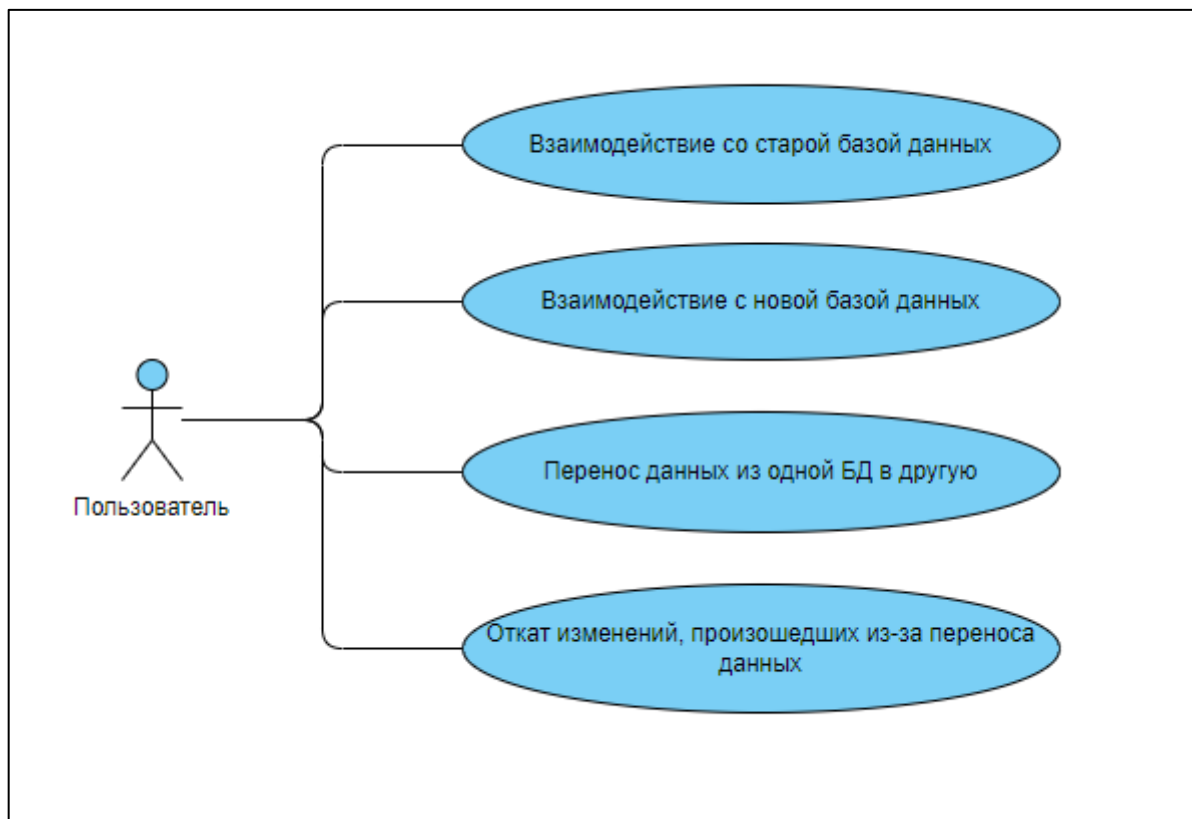 Взаимодействие со старой базой данных
Взаимодействие с новой базой данных
Пользователь
Перенос данных из одной БД в другую
Откат изменений, произошедших из-за переноса
данных